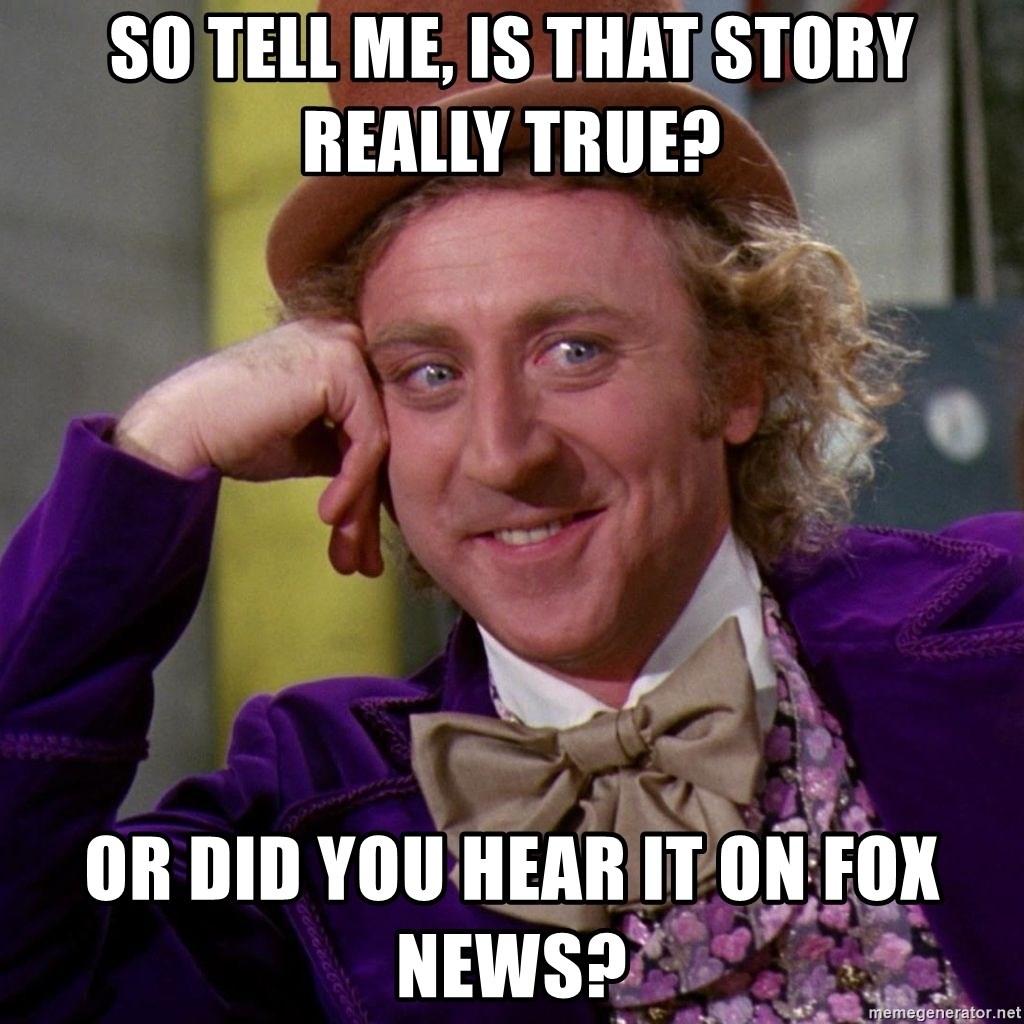 SO TELL ME, IS THAT STORY
REALLY TRUE?
OR DID YOU HEAR IT ON FOX
NEWS?
memegenerator.net